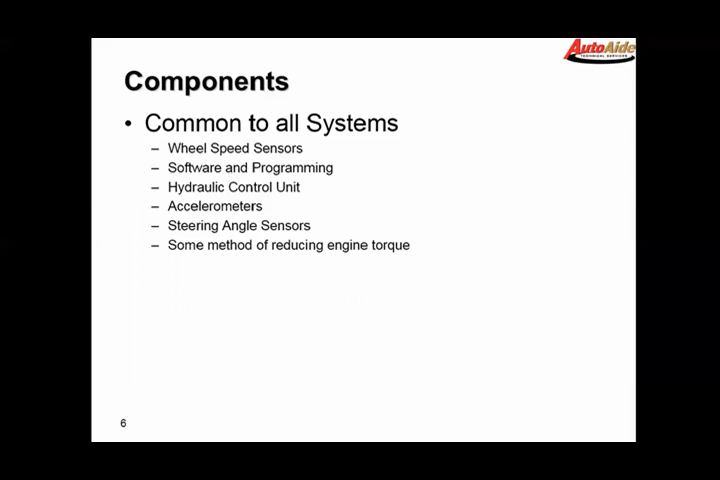 AutoAide
TECHNICAL SERVICES
Components
• Common to all Systems
– Wheel Speed Sensors
– Software and Programming
– Hydraulic Control Unit
– Accelerometers
– Steering Angle Sensors
– Some method of reducing engine torque
6